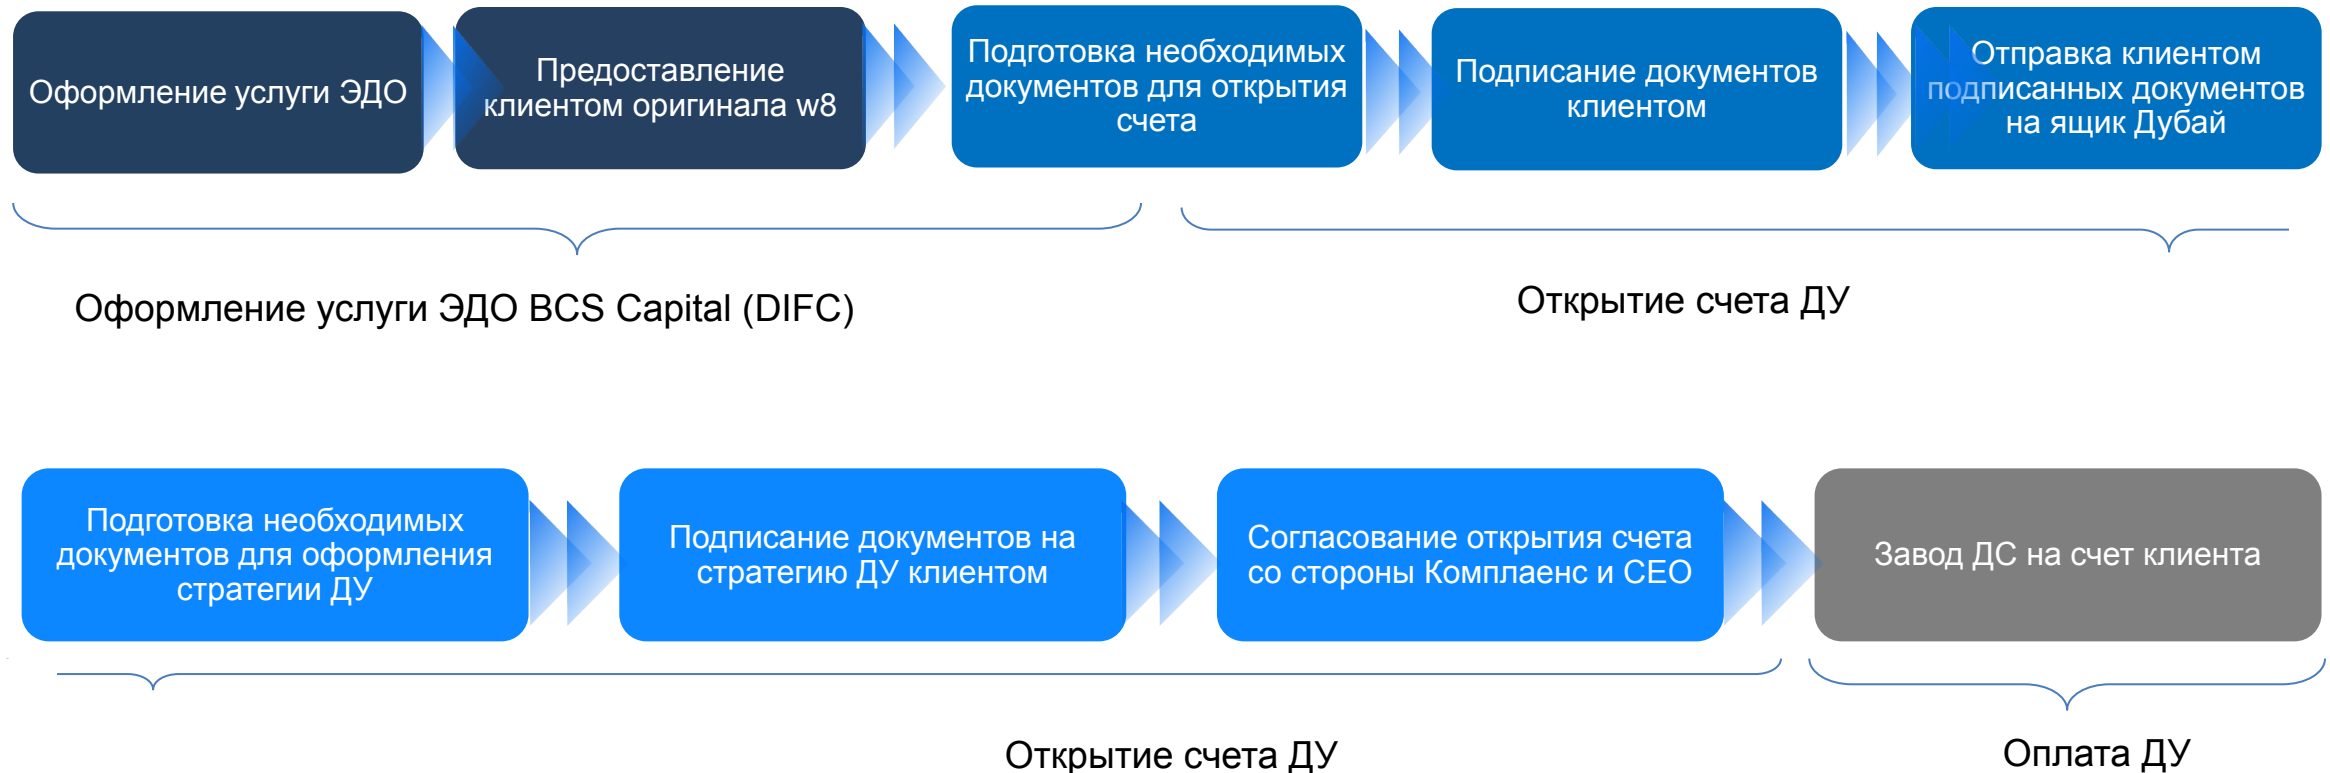 Оформление услуги ЭДО
Предоставление
клиентом оригинала w8
Подготовка необходимых
документов для открытия
счета
Подписание документов
клиентом
Отправка клиентом
подписанных документов
на ящик Дубай
Оформление услуги ЭДО BCS Capital (DIFC)
Открытие счета ДУ
Подготовка необходимых
документов для оформления
стратегии ДУ
Подписание документов на
стратегию ДУ клиентом
Согласование открытия счета
со стороны Комплаенс и CEO
Завод ДС на счет клиента
Открытие счета ДУ
Оплата ДУ